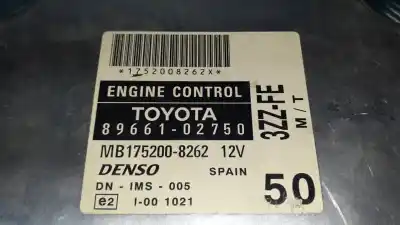 *1752008262X*
ENGINE CONTROL
TOYOTA
89661-02750
MB175200-8262 12V
DENSO SPAIN
DN - IMS - 005
e2 I-00 1021
3ZZ-FE
M/T
50